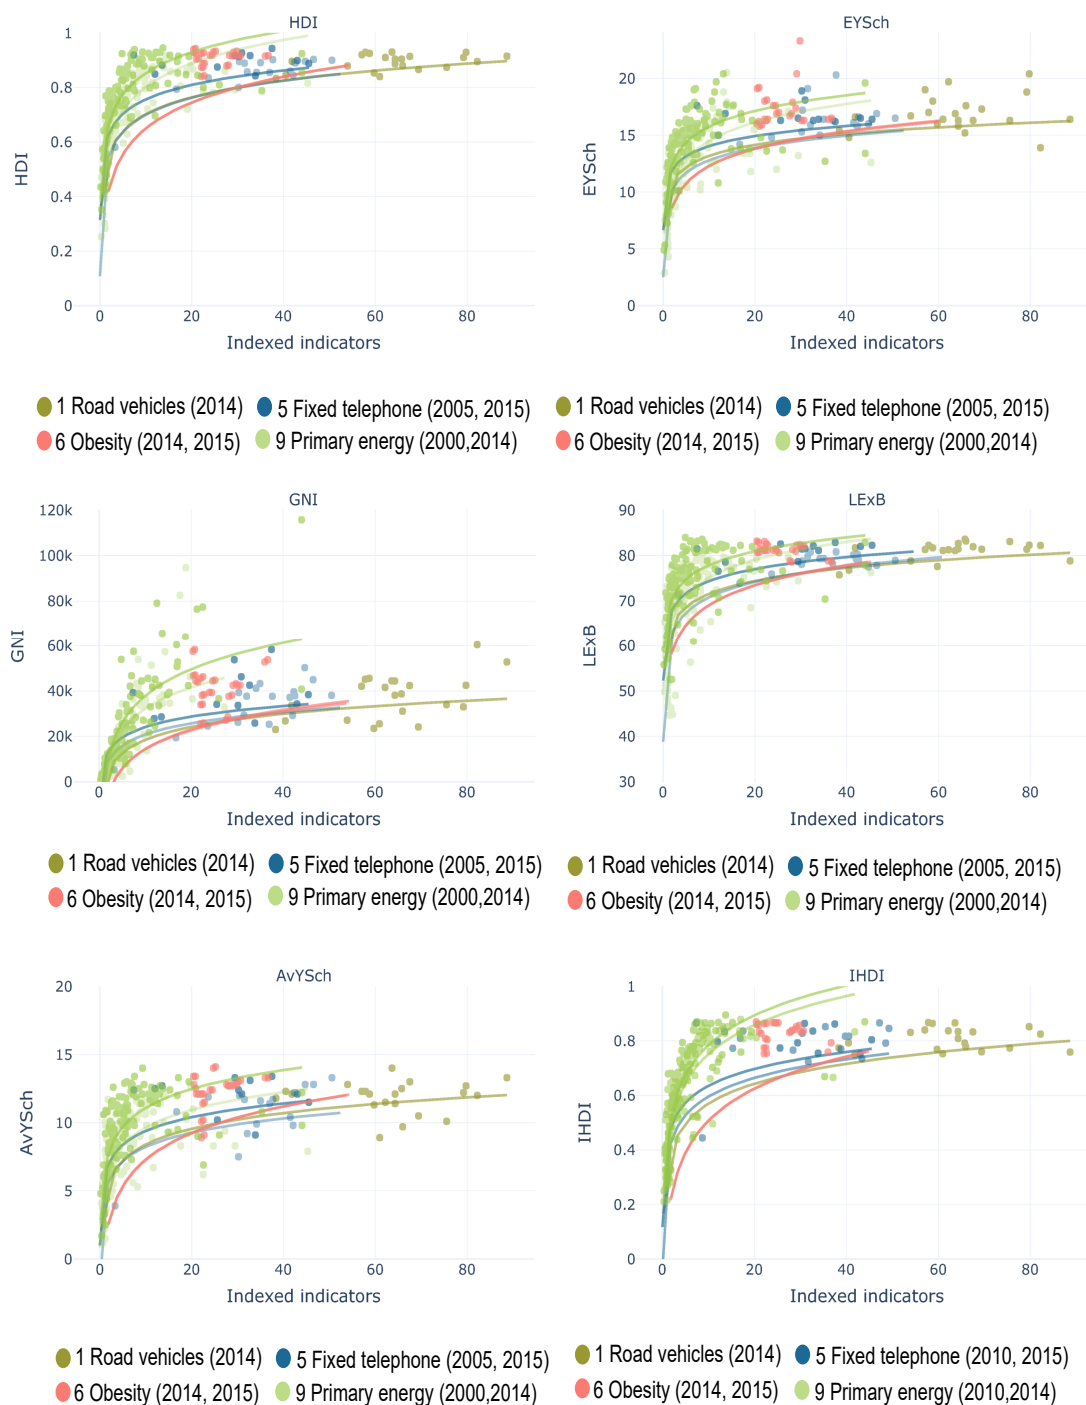 HDI EYSch
1 20
0.8 15
0.6 10
0.4 5
0.2 0
0
HDI EYSch
0 20 40 60 80 0 20 40 60 80
Indexed indicators Indexed indicators
1 Road vehicles (2014) 5 Fixed telephone (2005, 2015) 1 Road vehicles (2014) 5 Fixed telephone (2005, 2015)
6 Obesity (2014, 2015) 9 Primary energy (2000,2014) 6 Obesity (2014, 2015) 9 Primary energy (2000,2014)
GNI LExB
120k 90
100k 80
80k 70
60k 60
40k 50
20k 40
0 30
GNI LExB
0 20 40 60 80 0 20 40 60 80
Indexed indicators Indexed indicators
1 Road vehicles (2014) 5 Fixed telephone (2005, 2015) 1 Road vehicles (2014) 5 Fixed telephone (2005, 2015)
6 Obesity (2014, 2015) 9 Primary energy (2000,2014) 6 Obesity (2014, 2015) 9 Primary energy (2000,2014)
AvYSch IHDI
20 1
15 0.8
10 0.6
5 0.4
0 0.2
0
AvYSch IHDI
0 20 40 60 80 0 20 40 60 80
Indexed indicators Indexed indicators
1 Road vehicles (2014) 5 Fixed telephone (2005, 2015) 1 Road vehicles (2014) 5 Fixed telephone (2010, 2015)
6 Obesity (2014, 2015) 9 Primary energy (2000,2014) 6 Obesity (2014, 2015) 9 Primary energy (2010,2014)